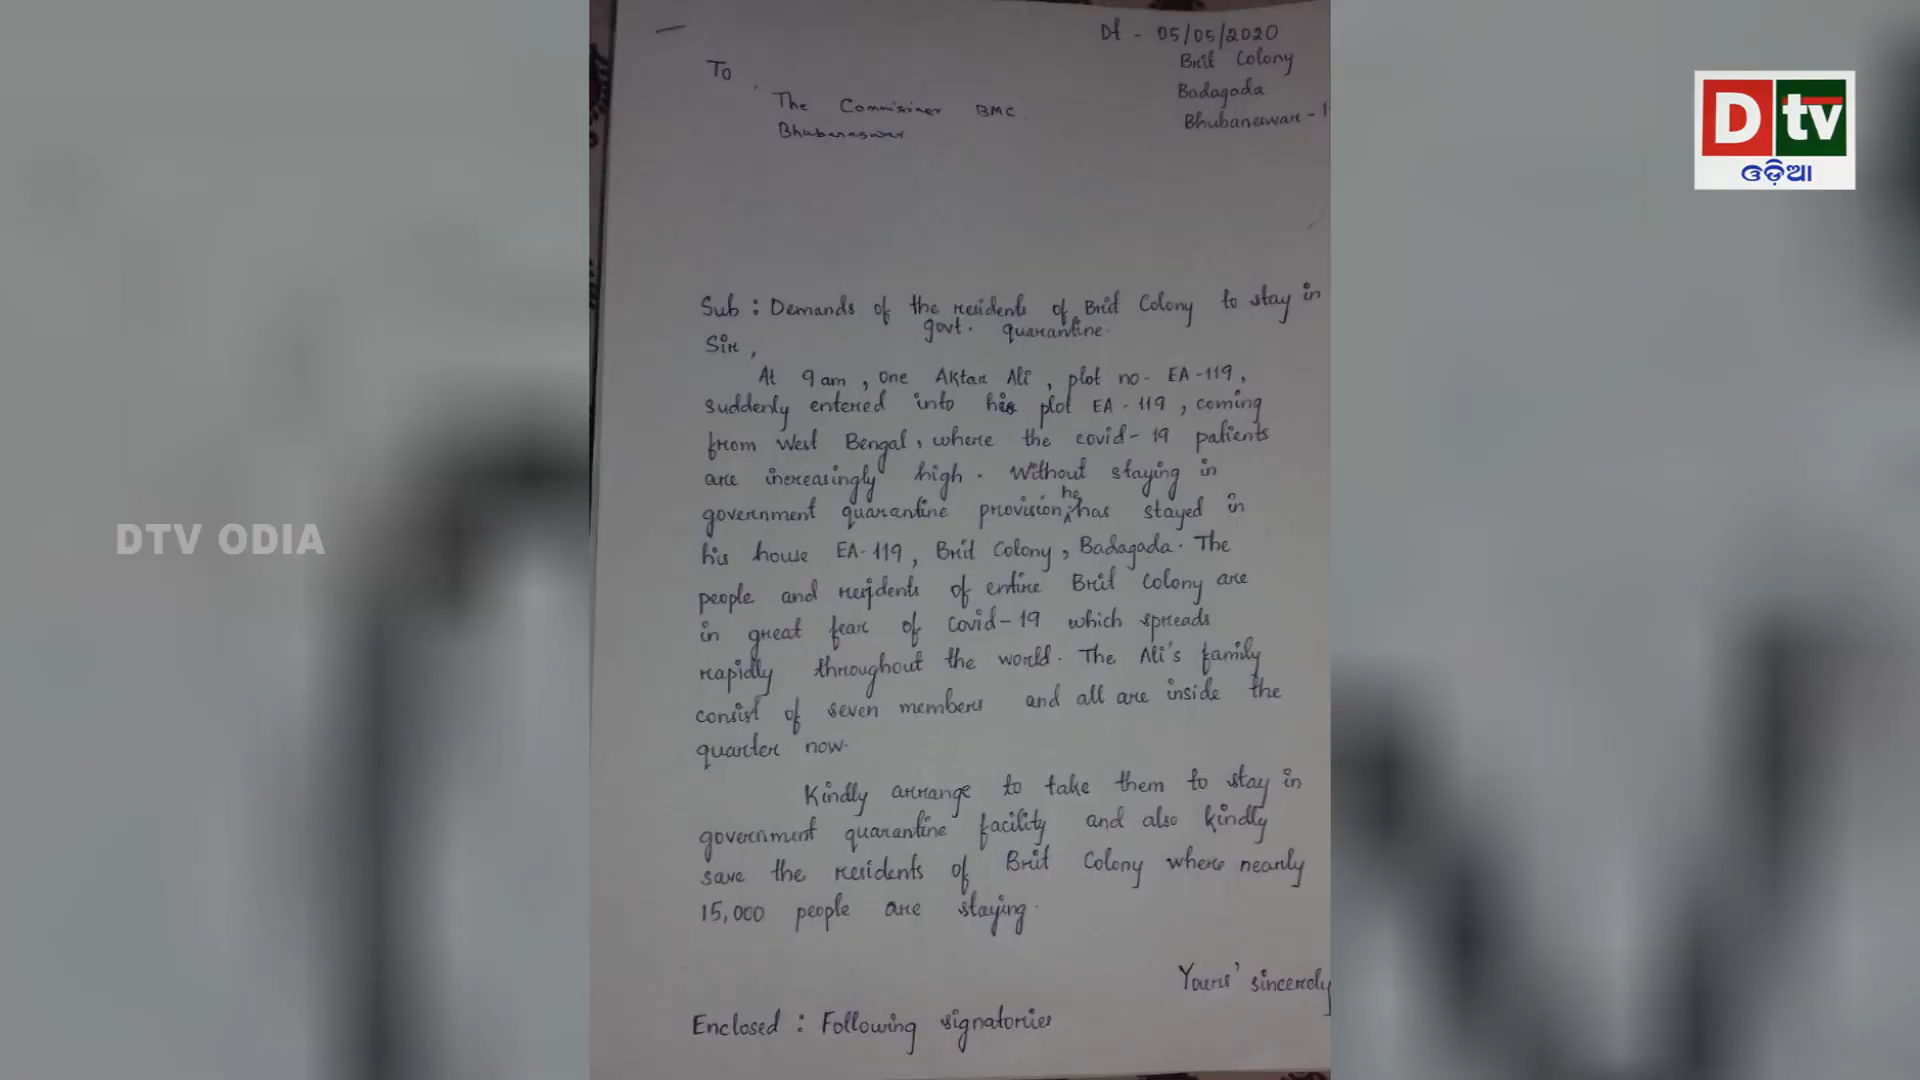 Dt - 05/05/2020
Brit Colony
Badagada
Bhubaneswar - 1
To
The Commisiner BMC
Bhubanaswar
Sub : Demands of the residents of Brit Colony to stay in
govt. quarantine.
Sir,
At 9 am, one Aktar Ali, plot no- EA-119,
suddenly entered into his plot EA - 119, coming
from West Bengal, where the covid-19 patients
are increasingly high. Without staying in
government quarantine provision, he has stayed in
his house EA-119, Brit Colony, Badagada. The
people and residents of entire Brit Colony are
in great fear of Covid-19 which spreads
rapidly throughout the world. The Ali's family
consist of seven members and all are inside the
quarter now.
Kindly arrange to take them to stay in
government quarantine facility and also kindly
save the residents of Brit Colony where nearly
15,000 people are staying.
Yours' sincerely
Enclosed : Following signatories
D tv
ଓଡ଼ିଆ
DTV ODIA